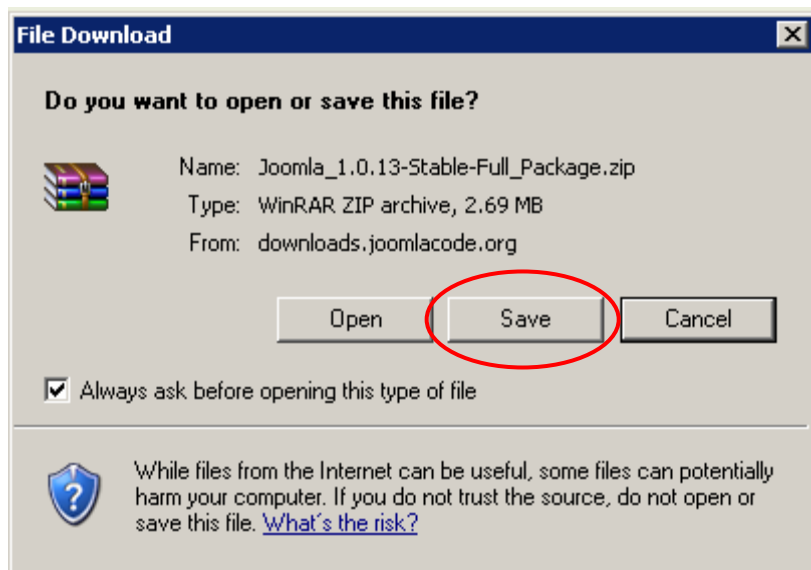 File Download
Do you want to open or save this file?
Name: Joomla_1.0.13-Stable-Full_Package.zip
Type: WinRAR ZIP archive, 2.69 MB
From: downloads.joomlacode.org
Open Save Cancel
Always ask before opening this type of file
While files from the Internet can be useful, some files can potentially
harm your computer. If you do not trust the source, do not open or
save this file. What's the risk?